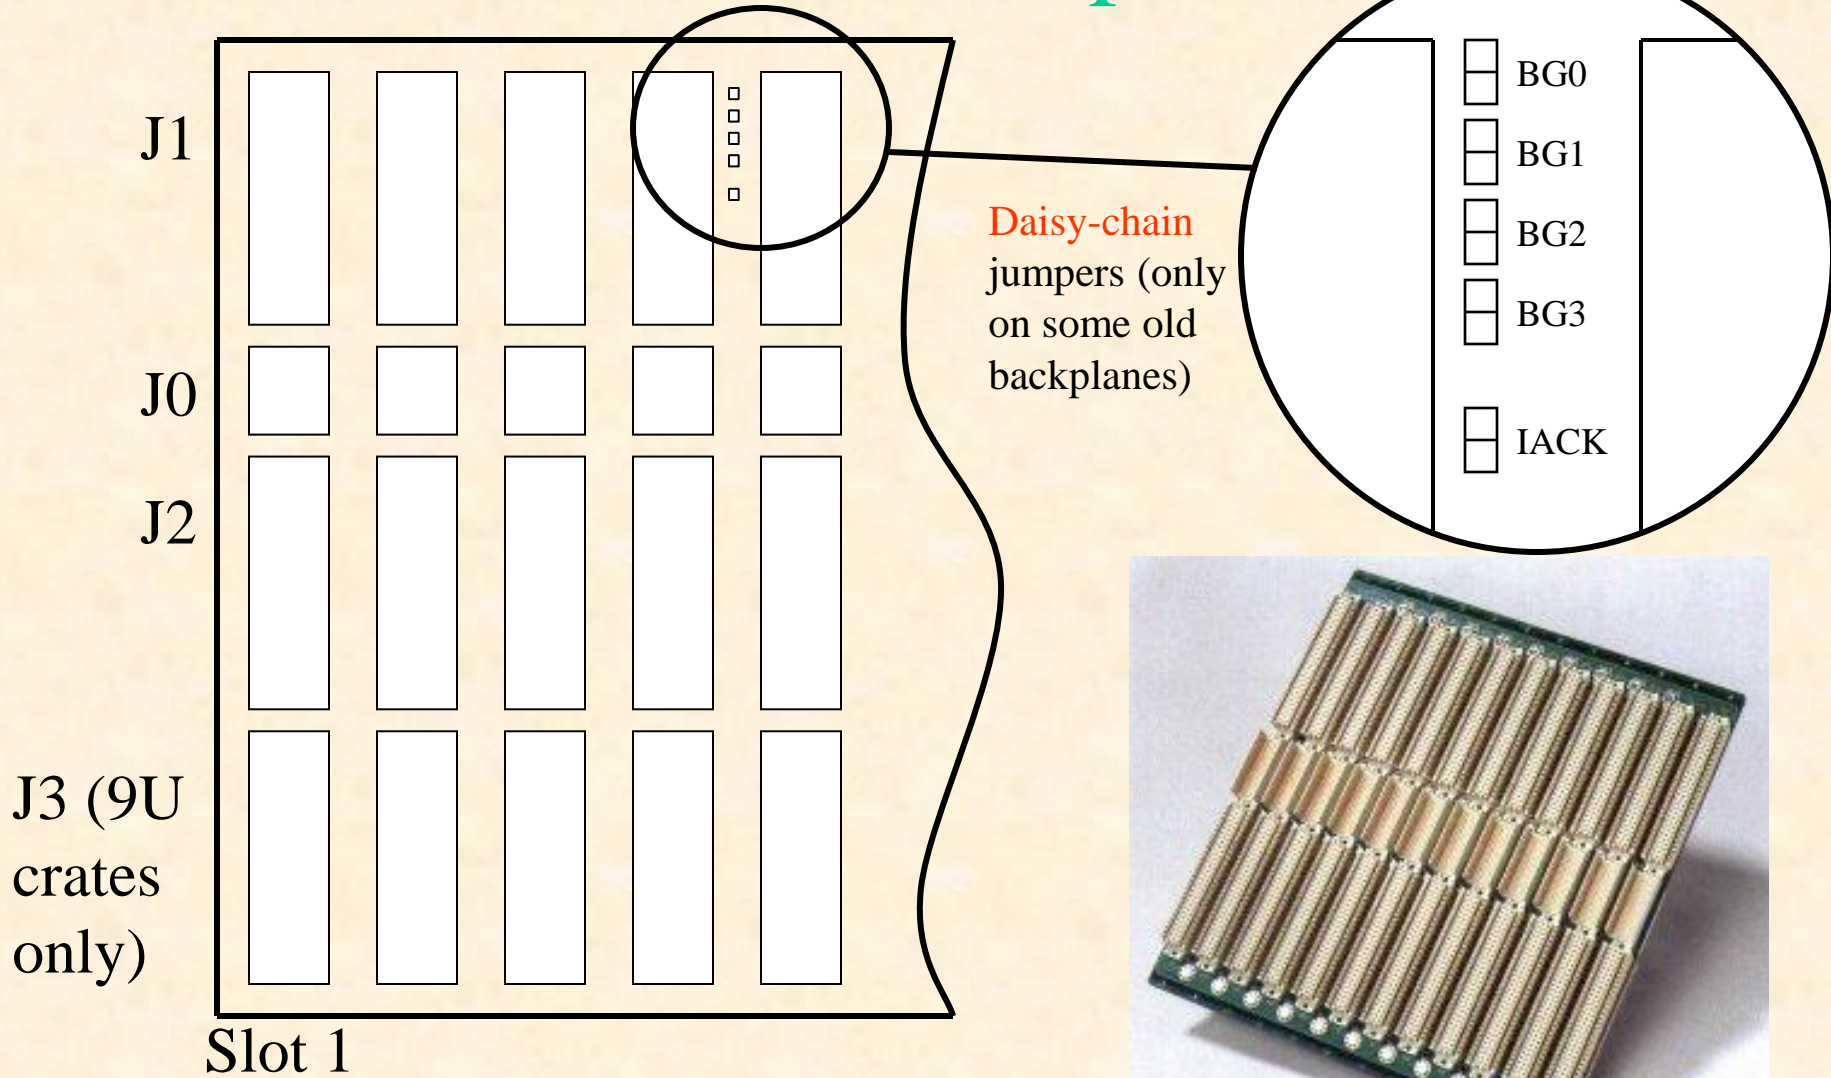 J1
J0
J2
J3 (9U
crates
only)
Slot 1
Daisy-chain
jumpers (only
on some old
backplanes)
BG0
BG1
BG2
BG3
IACK